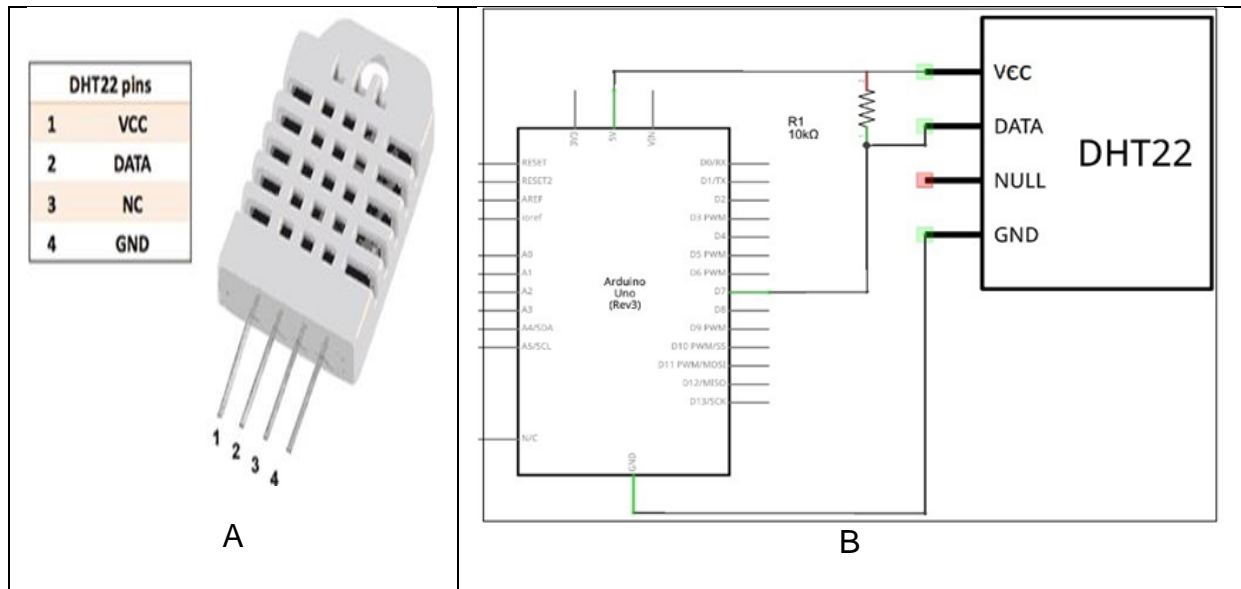 DHT22 pins
1 VCC
2 DATA
3 NC
4 GND
1
2
3
4
A
3V3
5V
VIN
RESET
RESET2
AREF
ioref
A0
A1
A2
A3
A4/SDA
A5/SCL
N/C
Arduino
Uno
(Rev3)
D0/RX
D1/TX
D2
D3 PWM
D4
D5 PWM
D6 PWM
D7
D8
D9 PWM
D10 PWM/SS
D11 PWM/MOSI
D12/MISO
D13/SCK
GND
R1
10kΩ
VCC
DATA
NULL
GND
DHT22
B